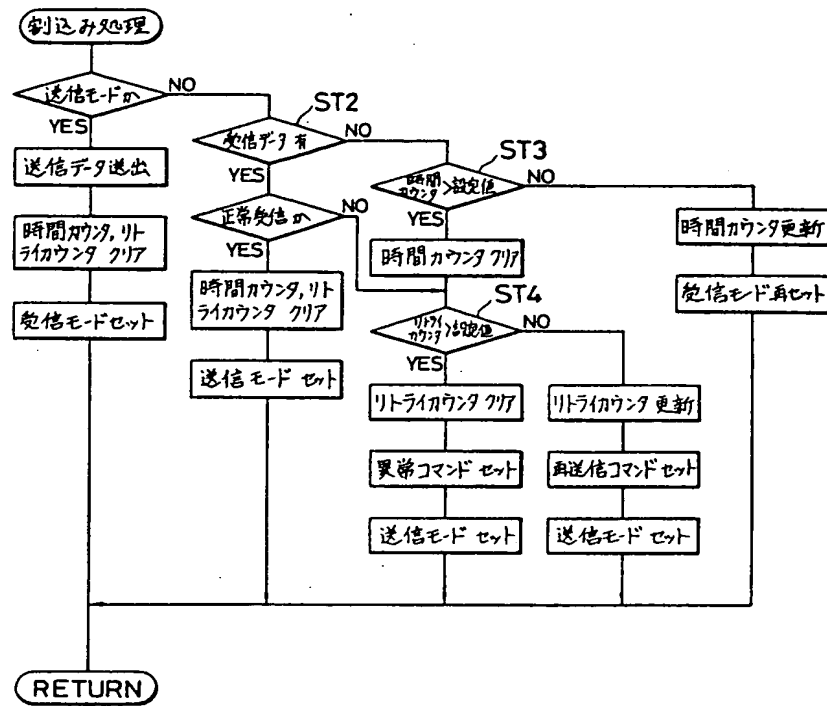 割込み処理
送信モードか
NO
YES
送信データ送出
時間カウンタ,リト
ライカウンタ クリア
受信モードセット
ST2
受信データ有
NO
YES
正常受信か
NO
YES
時間カウンタ,リト
ライカウンタ クリア
送信モード セット
ST3
時間
カウンタ>設定値
NO
YES
時間カウンタ クリア
ST4
リトライ
カウンタ>設定値
NO
YES
リトライカウンタ クリア
異常コマンド セット
送信モード セット
リトライカウンタ 更新
再送信コマンドセット
送信モード セット
時間カウンタ更新
受信モード再セット
RETURN